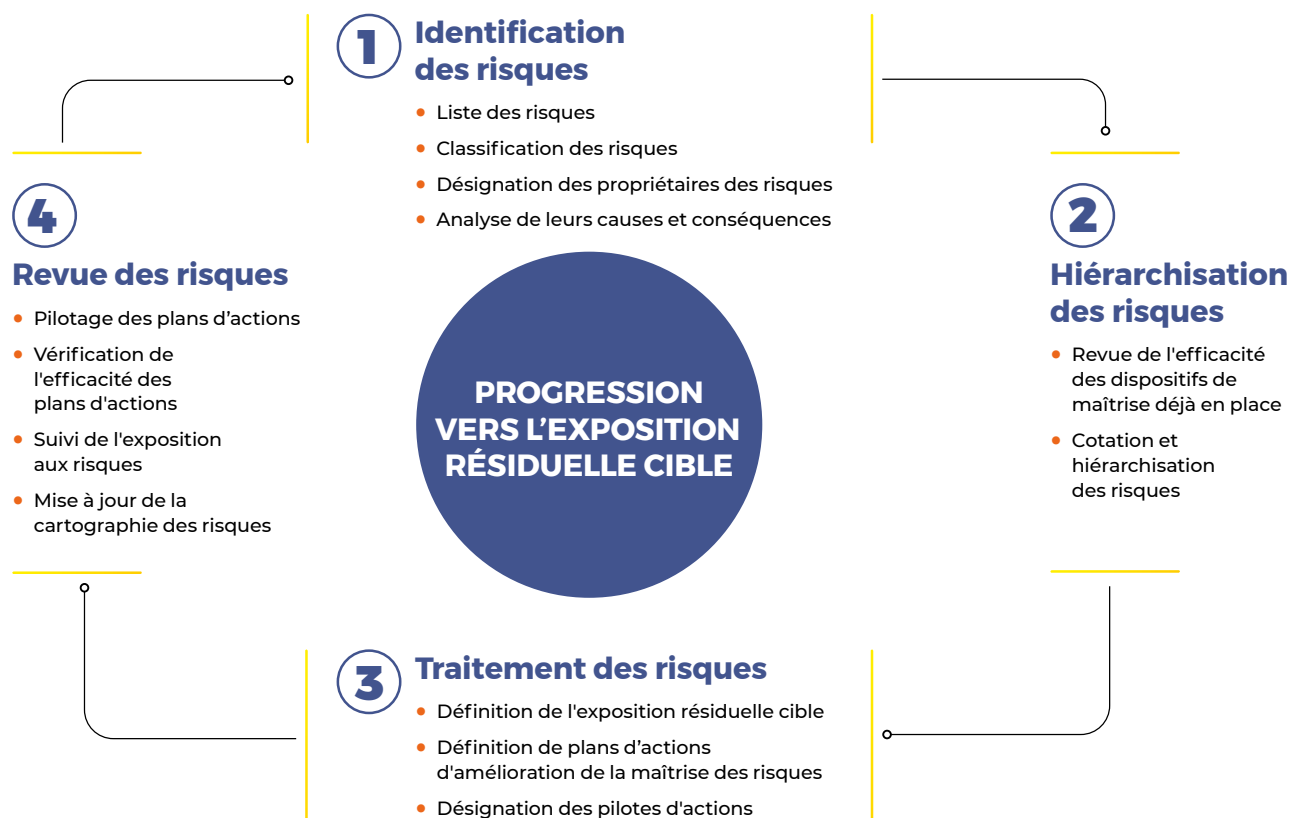 1
Identification
des risques
• Liste des risques
• Classification des risques
• Désignation des propriétaires des risques
• Analyse de leurs causes et conséquences
2
Hiérarchisation
des risques
• Revue de l'efficacité
des dispositifs de
maîtrise déjà en place
• Cotation et
hiérarchisation
des risques
3
Traitement des risques
• Définition de l'exposition résiduelle cible
• Définition de plans d’actions
d'amélioration de la maîtrise des risques
• Désignation des pilotes d'actions
4
Revue des risques
• Pilotage des plans d’actions
• Vérification de
l'efficacité des
plans d'actions
• Suivi de l'exposition
aux risques
• Mise à jour de la
cartographie des risques
PROGRESSION
VERS L’EXPOSITION
RÉSIDUELLE CIBLE